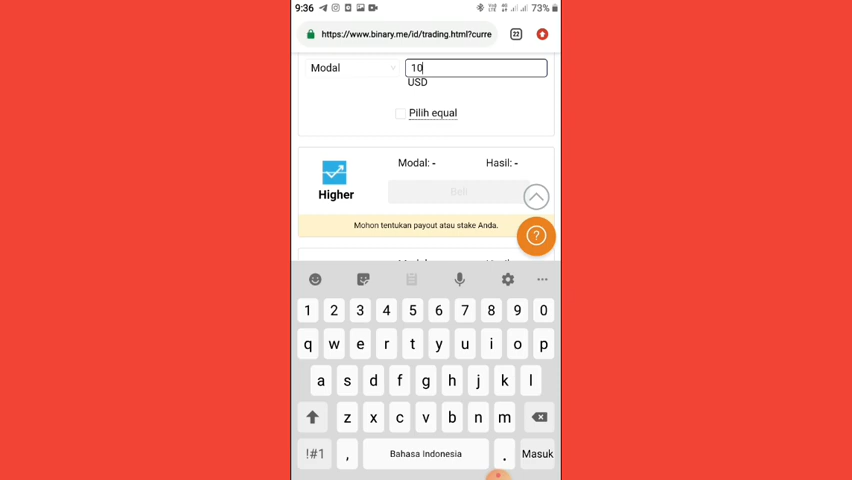 9:36 73%
https://www.binary.me/id/trading.html?curre 22
Modal 10
USD
Pilih equal
Modal: - Hasil: -
Higher Beli
Mohon tentukan payout atau stake Anda.
?
1 2 3 4 5 6 7 8 9 0
q w e r t y u i o p
a s d f g h j k l
z x c v b n m
!#1 , Bahasa Indonesia . Masuk